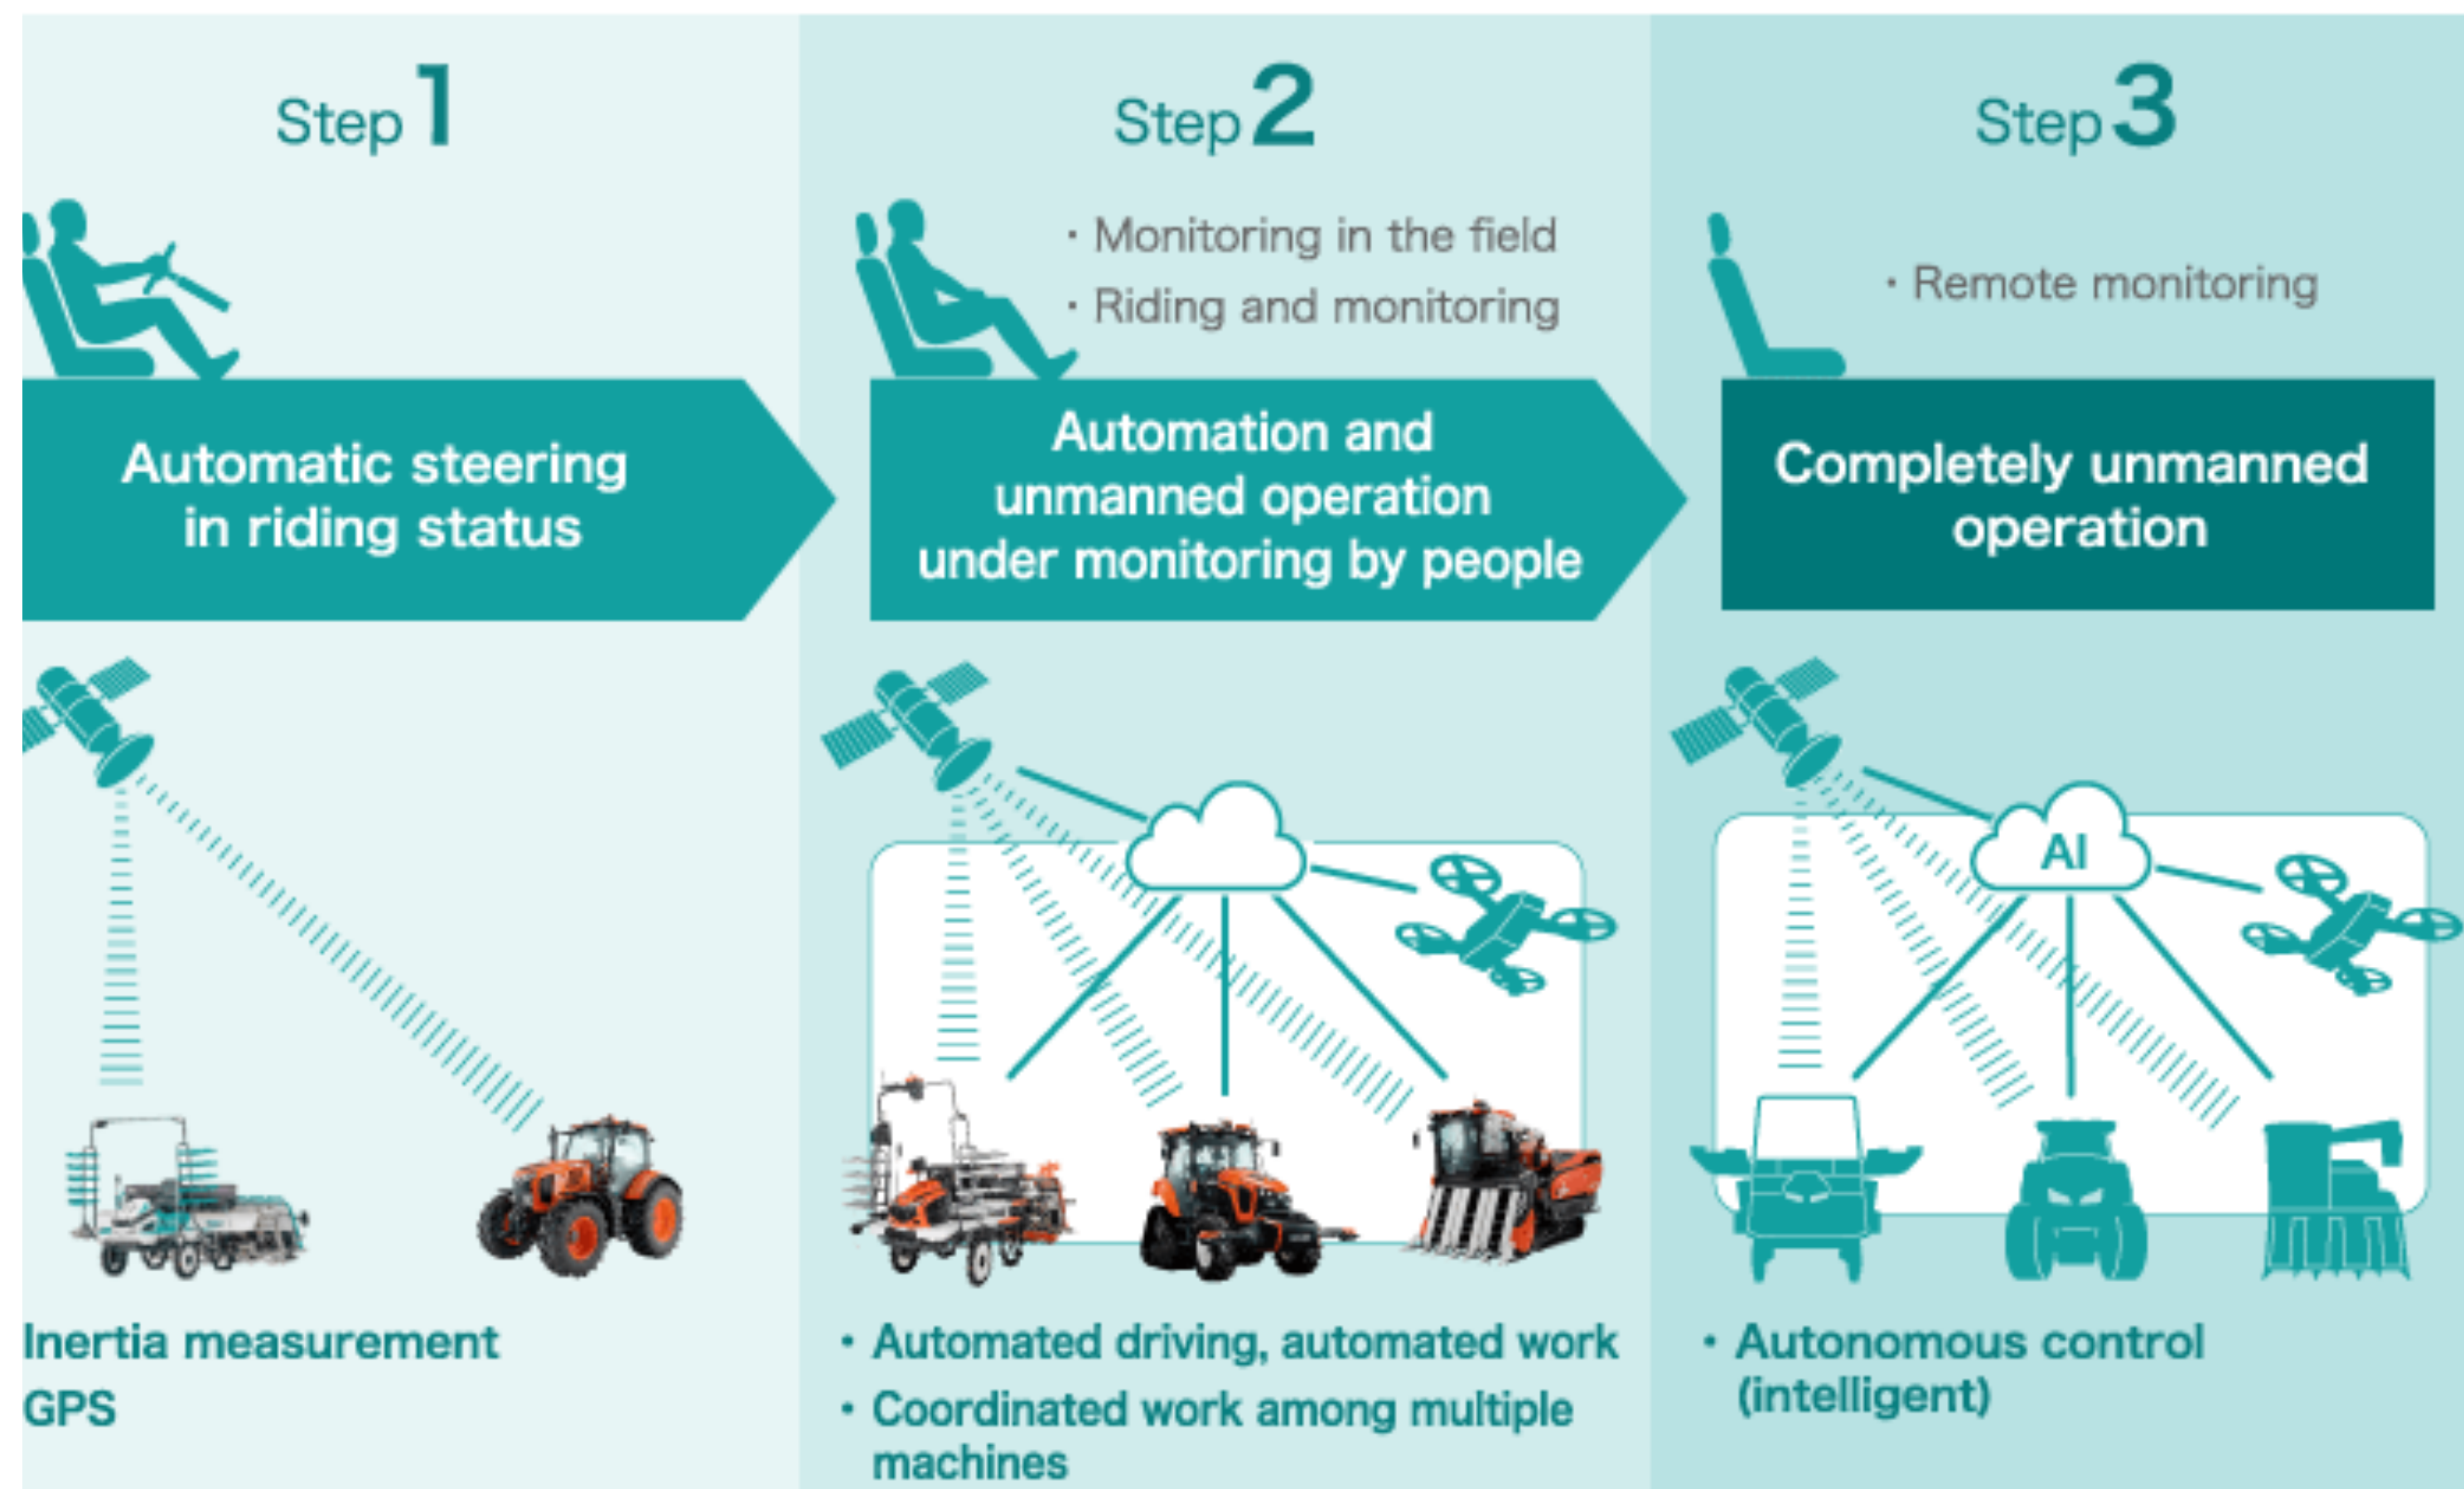 Step 1
Automatic steering
in riding status
Inertia measurement
GPS
Step 2
・Monitoring in the field
・Riding and monitoring
Automation and
unmanned operation
under monitoring by people
・Automated driving, automated work
・Coordinated work among multiple
machines
Step 3
・Remote monitoring
Completely unmanned
operation
AI
・Autonomous control
(intelligent)